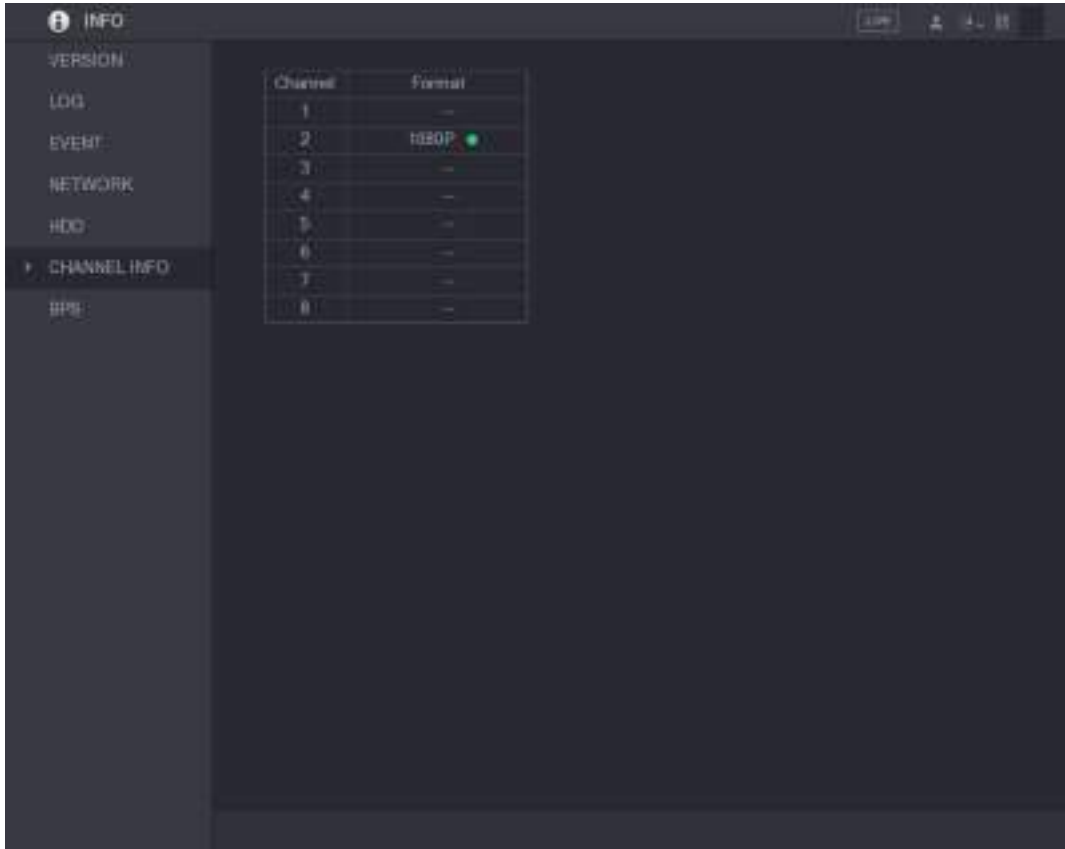 INFO
LIVE
VERSION
LOG
EVENT
NETWORK
HDD
CHANNEL INFO
BPS
Channel Format
1 --
2 1080P
3 --
4 --
5 --
6 --
7 --
8 --